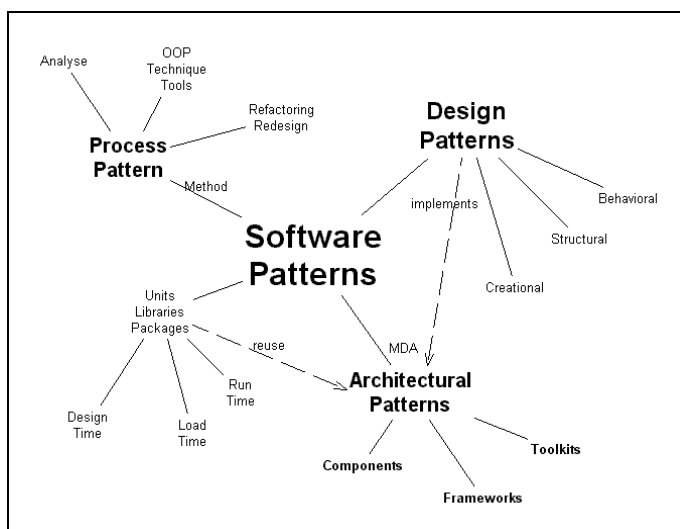 Analyse
OOP
Technique
Tools
Refactoring
Redesign
Process
Pattern
Method
Design
Patterns
implements
Behavioral
Structural
Creational
Software
Patterns
Units
Libraries
Packages
reuse
MDA
Design
Time
Load
Time
Run
Time
Architectural
Patterns
Components
Frameworks
Toolkits